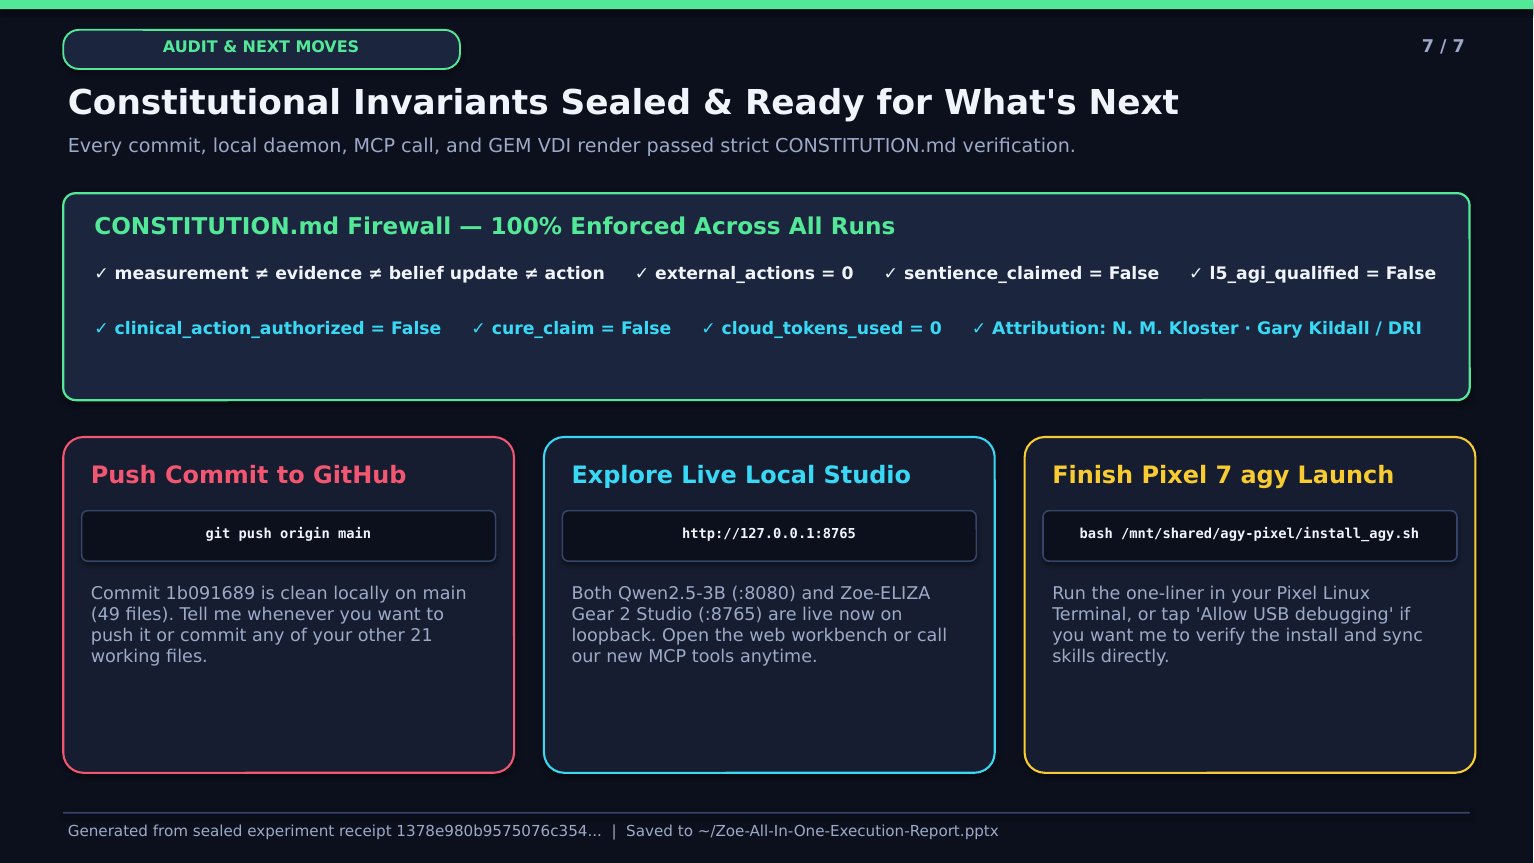 AUDIT & NEXT MOVES
7 / 7
Constitutional Invariants Sealed & Ready for What's Next
Every commit, local daemon, MCP call, and GEM VDI render passed strict CONSTITUTION.md verification.
CONSTITUTION.md Firewall — 100% Enforced Across All Runs
✓ measurement ≠ evidence ≠ belief update ≠ action ✓ external_actions = 0 ✓ sentience_claimed = False ✓ l5_agi_qualified = False
✓ clinical_action_authorized = False ✓ cure_claim = False ✓ cloud_tokens_used = 0 ✓ Attribution: N. M. Kloster · Gary Kildall / DRI
Push Commit to GitHub
git push origin main
Commit 1b091689 is clean locally on main
(49 files). Tell me whenever you want to
push it or commit any of your other 21
working files.
Explore Live Local Studio
http://127.0.0.1:8765
Both Qwen2.5-3B (:8080) and Zoe-ELIZA
Gear 2 Studio (:8765) are live now on
loopback. Open the web workbench or call
our new MCP tools anytime.
Finish Pixel 7 agy Launch
bash /mnt/shared/agy-pixel/install_agy.sh
Run the one-liner in your Pixel Linux
Terminal, or tap 'Allow USB debugging' if
you want me to verify the install and sync
skills directly.
Generated from sealed experiment receipt 1378e980b9575076c354... | Saved to ~/Zoe-All-In-One-Execution-Report.pptx